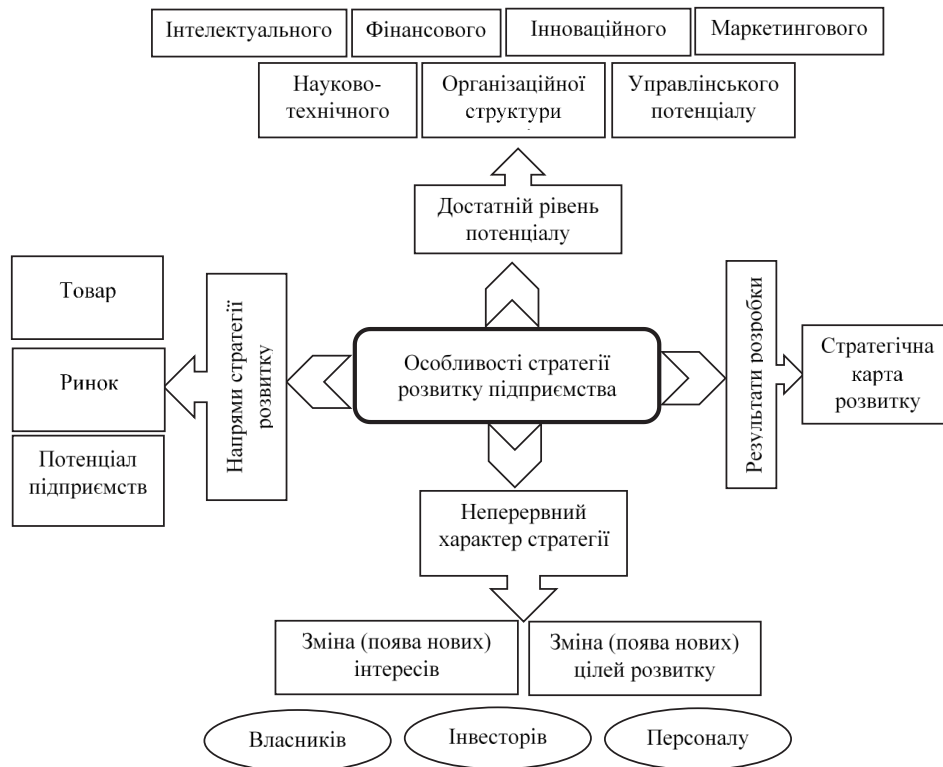 Інтелектуального
Фінансового
Інноваційного
Маркетингового
Науково-
технічного
Організаційної
структури
Управлінського
потенціалу
Достатній рівень
потенціалу
Товар
Ринок
Потенціал
підприємств
Напрями стратегії
розвитку
Особливості стратегії
розвитку підприємства
Результати розробки
Стратегічна
карта
розвитку
Неперервний
характер стратегії
Зміна (поява нових)
інтересів
Зміна (поява нових)
цілей розвитку
Власників
Інвесторів
Персоналу